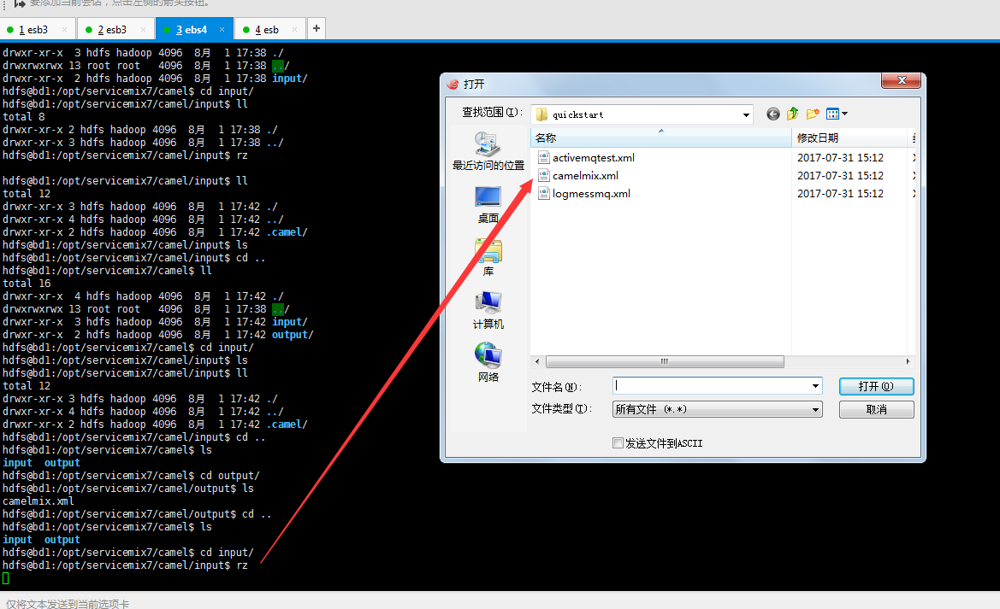 要添加当前会话，点击左侧的箭头按钮。
1 esb3 × 2 esb3 × 3 ebs4 × 4 esb × +
drwxr-xr-x  3 hdfs hadoop 4096  8月  1 17:38 ./
drwxrwxrwx 13 root root   4096  8月  1 17:38 ../
drwxr-xr-x  2 hdfs hadoop 4096  8月  1 17:38 input/
hdfs@bd1:/opt/servicemix7/camel$ cd input/
hdfs@bd1:/opt/servicemix7/camel/input$ ll
total 8
drwxr-xr-x 2 hdfs hadoop 4096  8月  1 17:38 ./
drwxr-xr-x 3 hdfs hadoop 4096  8月  1 17:38 ../
hdfs@bd1:/opt/servicemix7/camel/input$ rz
hdfs@bd1:/opt/servicemix7/camel/input$ ll
total 12
drwxr-xr-x 3 hdfs hadoop 4096  8月  1 17:42 ./
drwxr-xr-x 4 hdfs hadoop 4096  8月  1 17:42 ../
drwxr-xr-x 2 hdfs hadoop 4096  8月  1 17:42 .camel/
hdfs@bd1:/opt/servicemix7/camel/input$ ls
hdfs@bd1:/opt/servicemix7/camel/input$ cd ..
hdfs@bd1:/opt/servicemix7/camel$ ll
total 16
drwxr-xr-x  4 hdfs hadoop 4096  8月  1 17:42 ./
drwxrwxrwx 13 root root   4096  8月  1 17:38 ../
drwxr-xr-x  3 hdfs hadoop 4096  8月  1 17:42 input/
drwxr-xr-x  2 hdfs hadoop 4096  8月  1 17:42 output/
hdfs@bd1:/opt/servicemix7/camel$ cd input/
hdfs@bd1:/opt/servicemix7/camel/input$ ls
hdfs@bd1:/opt/servicemix7/camel/input$ ll
total 12
drwxr-xr-x 3 hdfs hadoop 4096  8月  1 17:42 ./
drwxr-xr-x 4 hdfs hadoop 4096  8月  1 17:42 ../
drwxr-xr-x 2 hdfs hadoop 4096  8月  1 17:42 .camel/
hdfs@bd1:/opt/servicemix7/camel/input$ cd ..
hdfs@bd1:/opt/servicemix7/camel$ ls
input  output
hdfs@bd1:/opt/servicemix7/camel$ cd output/
hdfs@bd1:/opt/servicemix7/camel/output$ ls
camelmix.xml
hdfs@bd1:/opt/servicemix7/camel/output$ cd ..
hdfs@bd1:/opt/servicemix7/camel$ ls
input  output
hdfs@bd1:/opt/servicemix7/camel$ cd input/
hdfs@bd1:/opt/servicemix7/camel/input$ rz
打开
查找范围(I): quickstart
最近访问的位置
桌面
库
计算机
网络
名称 修改日期
activemqtest.xml 2017-07-31 15:12
camelmix.xml 2017-07-31 15:12
logmessmq.xml 2017-07-31 15:12
文件名(N): 打开(O)
文件类型(T): 所有文件 (*.*) 取消
发送文件到ASCII
仅将文本发送到当前选项卡